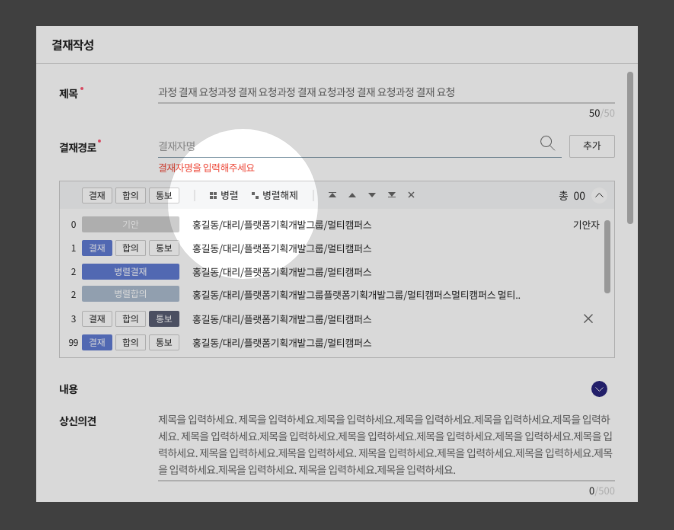 결재작성
제목 *
과정 결재 요청과정 결재 요청과정 결재 요청과정 결재 요청과정 결재 요청
50/50
결재경로 *
결재자명
추가
결재자명을 입력해주세요
결재 합의 통보 병렬 병렬해제 총 00
0 기안 홍길동/대리/플랫폼기획개발그룹/멀티캠퍼스 기안자
1 결재 합의 통보 홍길동/대리/플랫폼기획개발그룹/멀티캠퍼스
2 병렬결재 홍길동/대리/플랫폼기획개발그룹/멀티캠퍼스
2 병렬합의 홍길동/대리/플랫폼기획개발그룹플랫폼기획개발그룹/멀티캠퍼스멀티캠퍼스 멀티..
3 결재 합의 통보 홍길동/대리/플랫폼기획개발그룹/멀티캠퍼스
99 결재 합의 통보 홍길동/대리/플랫폼기획개발그룹/멀티캠퍼스
내용
상신의견
제목을 입력하세요. 제목을 입력하세요.제목을 입력하세요.제목을 입력하세요.제목을 입력하세요.제목을 입력하
세요. 제목을 입력하세요.제목을 입력하세요.제목을 입력하세요.제목을 입력하세요.제목을 입력하세요.제목을 입
력하세요. 제목을 입력하세요.제목을 입력하세요. 제목을 입력하세요.제목을 입력하세요.제목을 입력하세요.제목
을 입력하세요.제목을 입력하세요. 제목을 입력하세요.제목을 입력하세요.
0/500